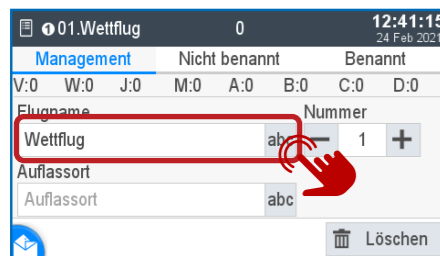 ❶01.Wettflug 0 12:41:15
24 Feb 2021
Management Nicht benannt Benannt
V:0 W:0 J:0 M:0 A:0 B:0 C:0 D:0
Flugname Nummer
Wettflug abc — 1 +
Auflassort
Auflassort abc
Löschen